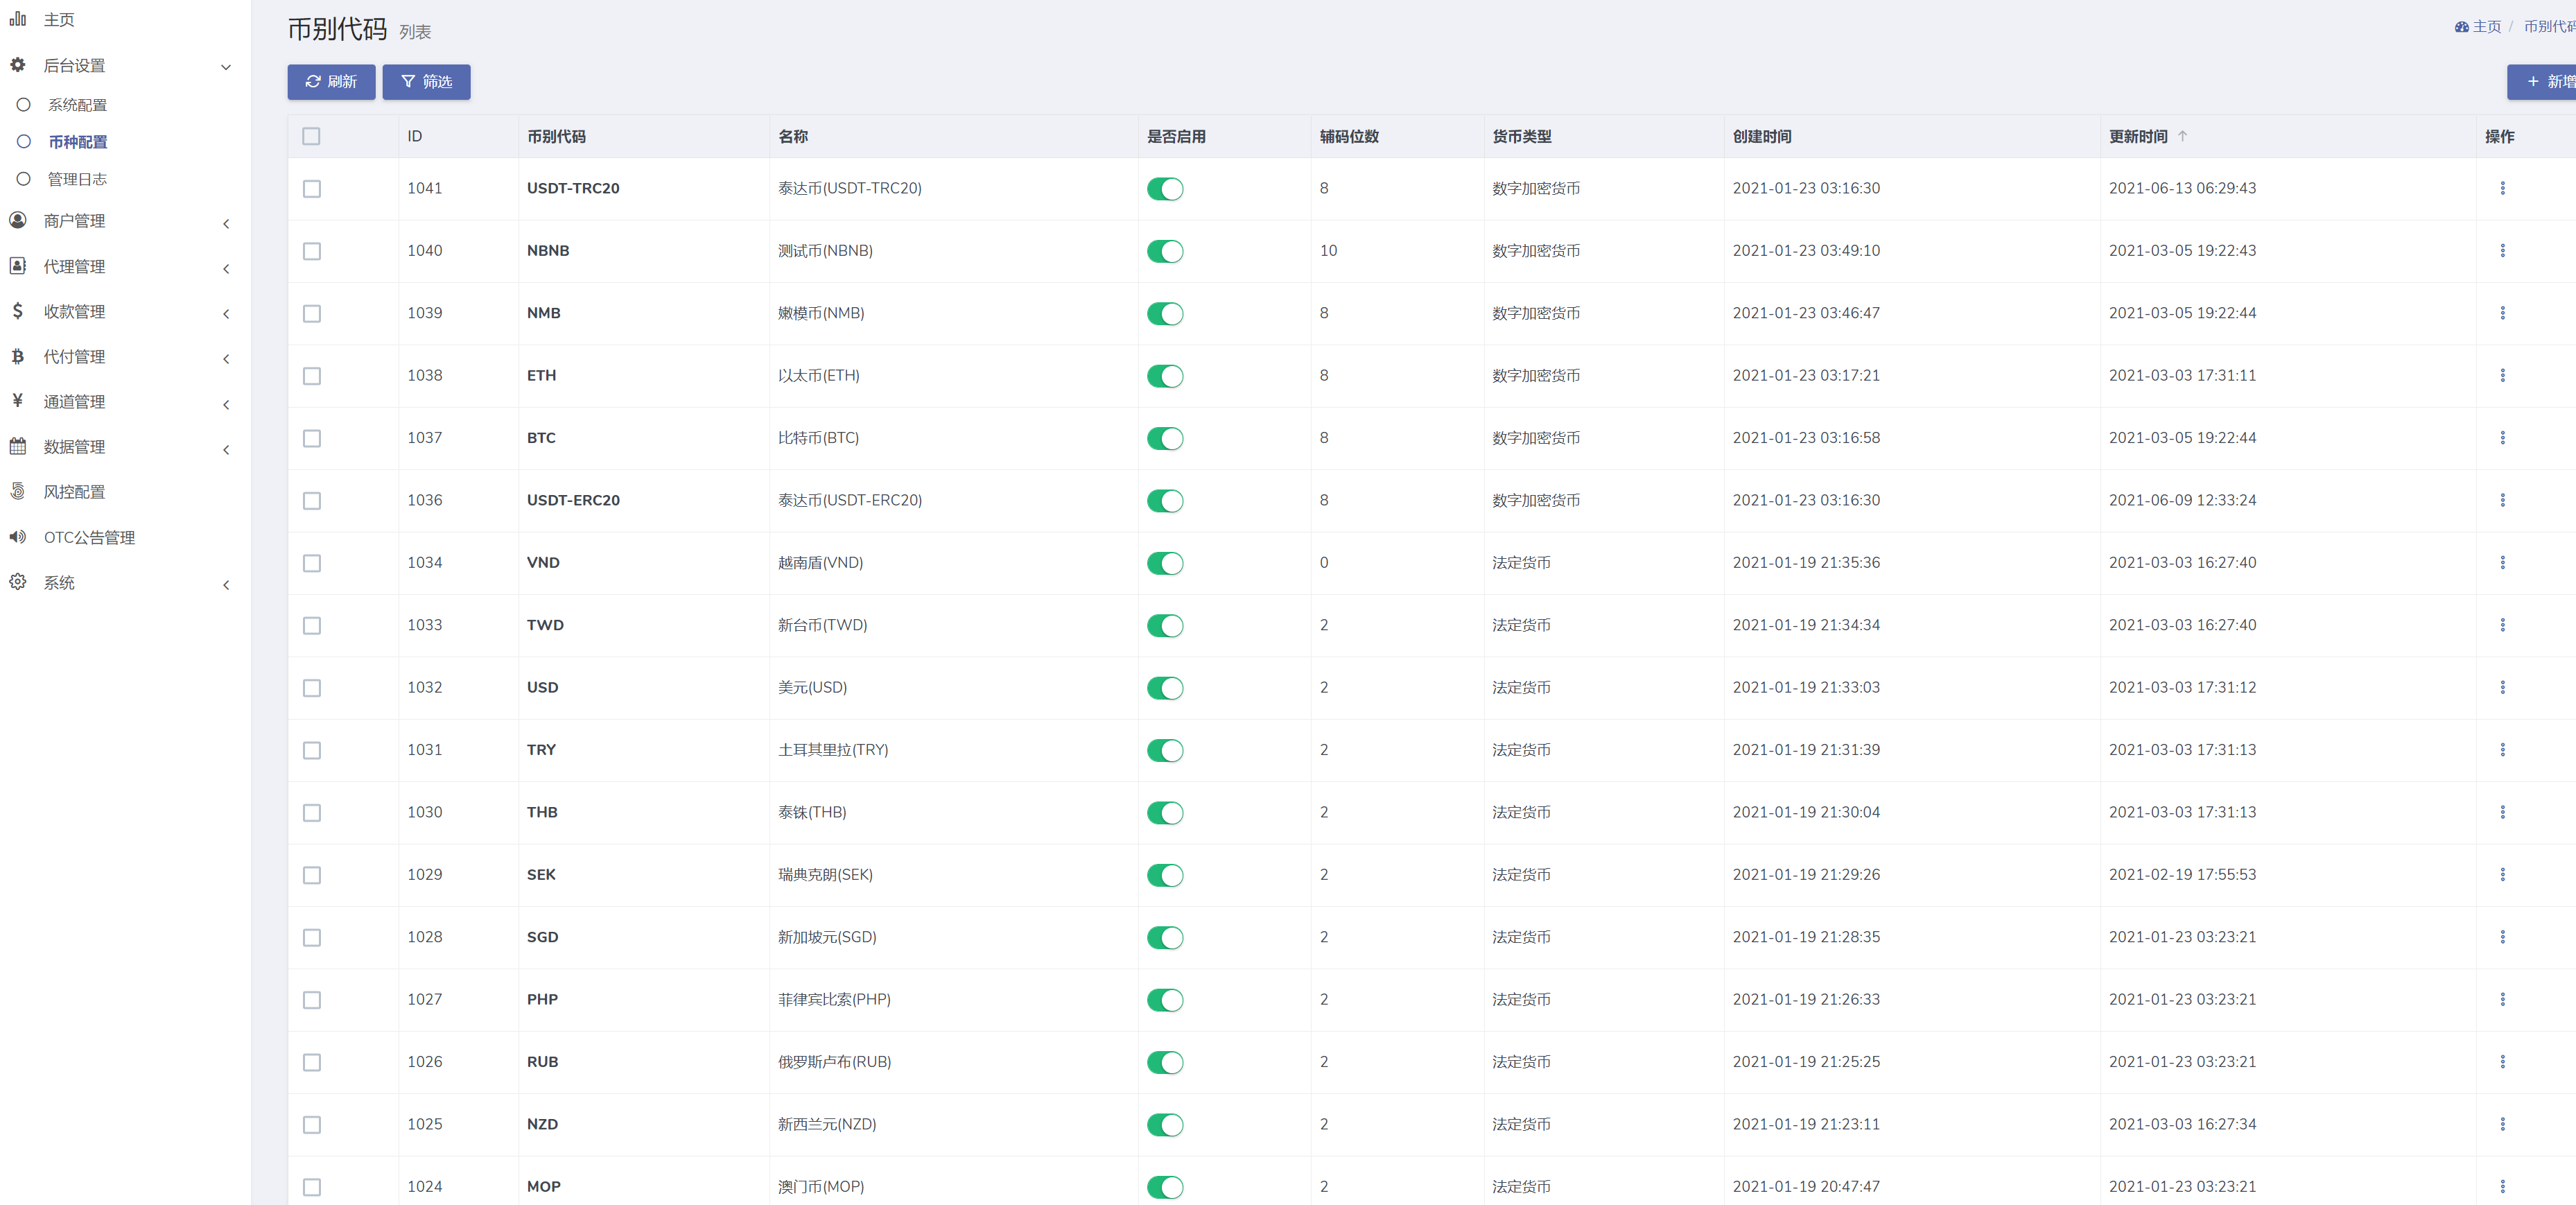 主页
后台设置
系统配置
币种配置
管理日志
商户管理
代理管理
收款管理
代付管理
通道管理
数据管理
风控配置
OTC公告管理
系统
币别代码 列表
主页 / 币别代码
刷新 筛选 + 新增
ID 币别代码 名称 是否启用 辅码位数 货币类型 创建时间 更新时间 操作
1041 USDT-TRC20 泰达币(USDT-TRC20) 8 数字加密货币 2021-01-23 03:16:30 2021-06-13 06:29:43
1040 NBNB 测试币(NBNB) 10 数字加密货币 2021-01-23 03:49:10 2021-03-05 19:22:43
1039 NMB 嫩模币(NMB) 8 数字加密货币 2021-01-23 03:46:47 2021-03-05 19:22:44
1038 ETH 以太币(ETH) 8 数字加密货币 2021-01-23 03:17:21 2021-03-03 17:31:11
1037 BTC 比特币(BTC) 8 数字加密货币 2021-01-23 03:16:58 2021-03-05 19:22:44
1036 USDT-ERC20 泰达币(USDT-ERC20) 8 数字加密货币 2021-01-23 03:16:30 2021-06-09 12:33:24
1034 VND 越南盾(VND) 0 法定货币 2021-01-19 21:35:36 2021-03-03 16:27:40
1033 TWD 新台币(TWD) 2 法定货币 2021-01-19 21:34:34 2021-03-03 16:27:40
1032 USD 美元(USD) 2 法定货币 2021-01-19 21:33:03 2021-03-03 17:31:12
1031 TRY 土耳其里拉(TRY) 2 法定货币 2021-01-19 21:31:39 2021-03-03 17:31:13
1030 THB 泰铢(THB) 2 法定货币 2021-01-19 21:30:04 2021-03-03 17:31:13
1029 SEK 瑞典克朗(SEK) 2 法定货币 2021-01-19 21:29:26 2021-02-19 17:55:53
1028 SGD 新加坡元(SGD) 2 法定货币 2021-01-19 21:28:35 2021-01-23 03:23:21
1027 PHP 菲律宾比索(PHP) 2 法定货币 2021-01-19 21:26:33 2021-01-23 03:23:21
1026 RUB 俄罗斯卢布(RUB) 2 法定货币 2021-01-19 21:25:25 2021-01-23 03:23:21
1025 NZD 新西兰元(NZD) 2 法定货币 2021-01-19 21:23:11 2021-03-03 16:27:34
1024 MOP 澳门币(MOP) 2 法定货币 2021-01-19 20:47:47 2021-01-23 03:23:21